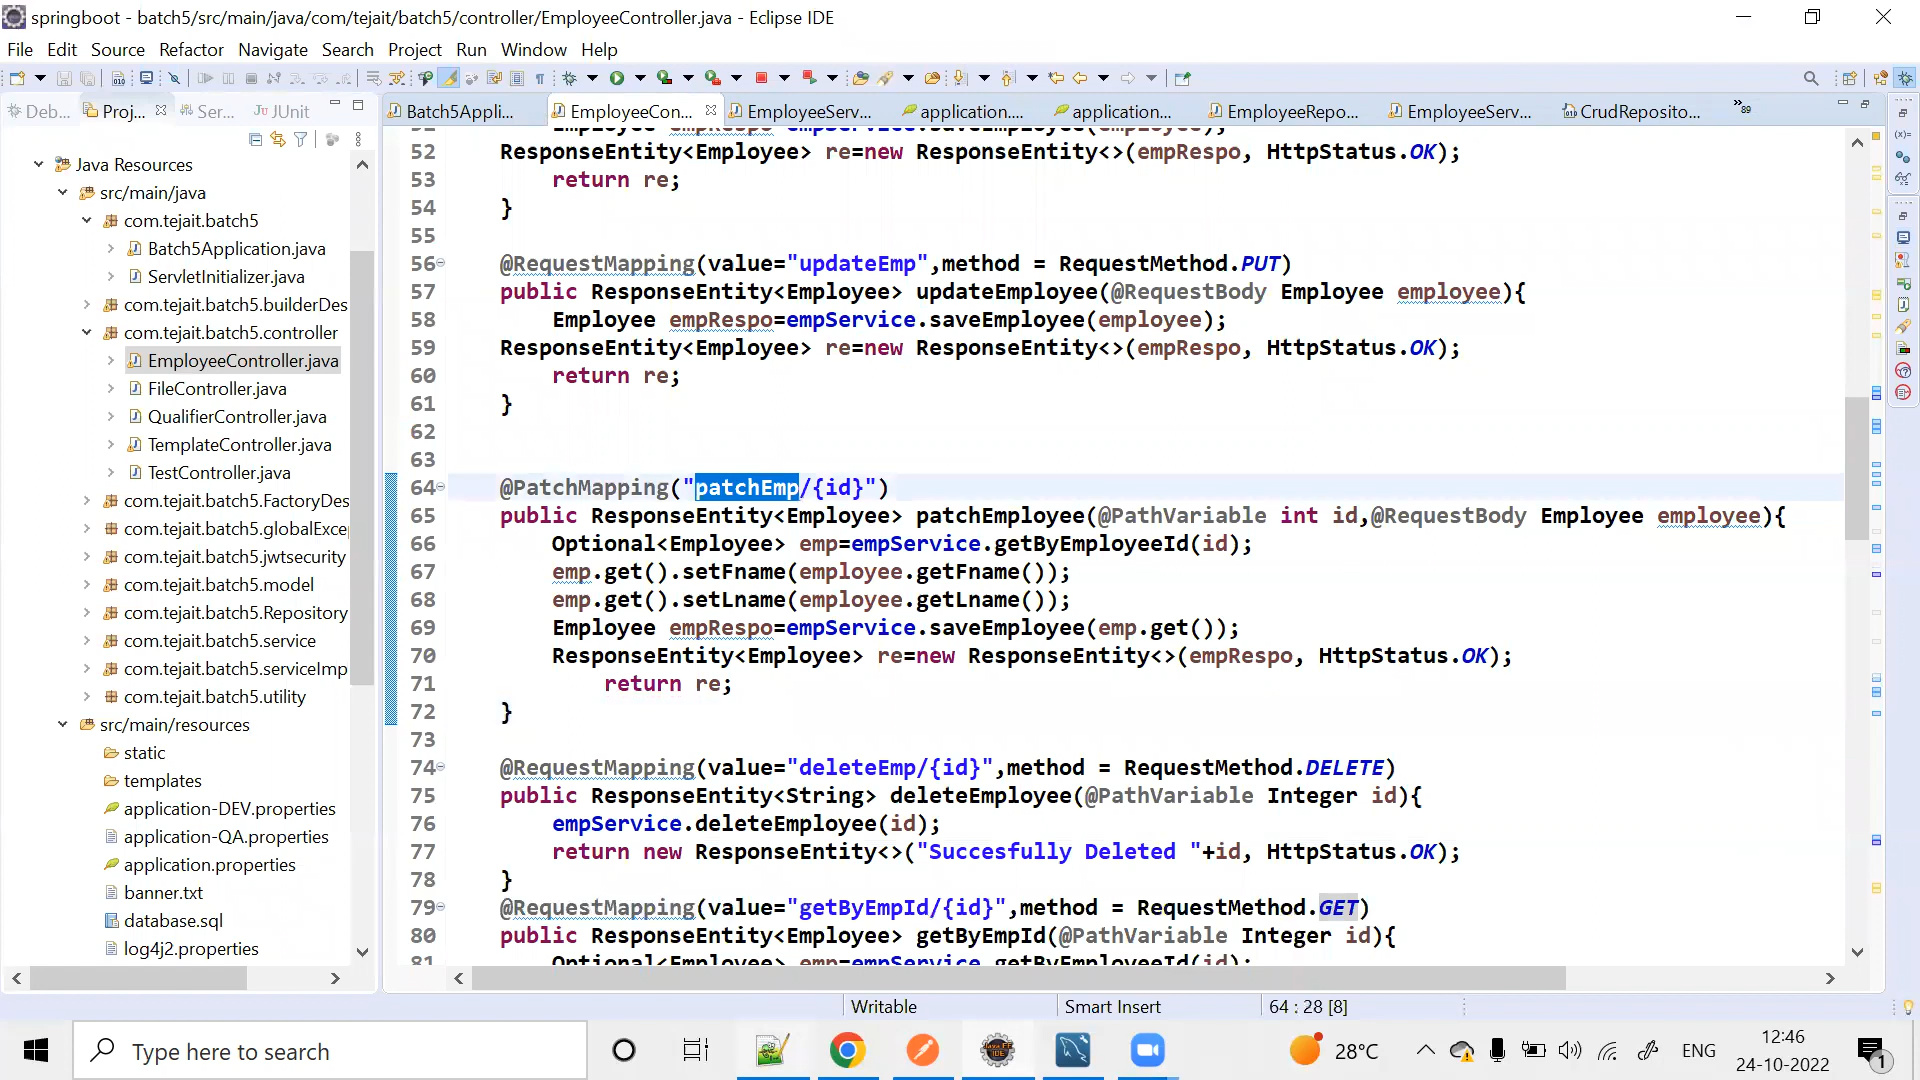 springboot - batch5/src/main/java/com/tejait/batch5/controller/EmployeeController.java - Eclipse IDE
File Edit Source Refactor Navigate Search Project Run Window Help
Deb... Proj... Ser... JUnit
Batch5Appli... EmployeeCon... EmployeeServ... application.... application... EmployeeRepo... EmployeeServ... CrudReposito... »89
Java Resources
src/main/java
com.tejait.batch5
Batch5Application.java
ServletInitializer.java
com.tejait.batch5.builderDes
com.tejait.batch5.controller
EmployeeController.java
FileController.java
QualifierController.java
TemplateController.java
TestController.java
com.tejait.batch5.FactoryDes
com.tejait.batch5.globalExce
com.tejait.batch5.jwtsecurity
com.tejait.batch5.model
com.tejait.batch5.Repository
com.tejait.batch5.service
com.tejait.batch5.serviceImp
com.tejait.batch5.utility
src/main/resources
static
templates
application-DEV.properties
application-QA.properties
application.properties
banner.txt
database.sql
log4j2.properties
Employee empRespo=empService.saveEmployee(employee);
52 ResponseEntity<Employee> re=new ResponseEntity<>(empRespo, HttpStatus.OK);
53 return re;
54 }
55
56 @RequestMapping(value="updateEmp",method = RequestMethod.PUT)
57 public ResponseEntity<Employee> updateEmployee(@RequestBody Employee employee){
58 Employee empRespo=empService.saveEmployee(employee);
59 ResponseEntity<Employee> re=new ResponseEntity<>(empRespo, HttpStatus.OK);
60 return re;
61 }
62
63
64 @PatchMapping("patchEmp/{id}")
65 public ResponseEntity<Employee> patchEmployee(@PathVariable int id,@RequestBody Employee employee){
66 Optional<Employee> emp=empService.getByEmployeeId(id);
67 emp.get().setFname(employee.getFname());
68 emp.get().setLname(employee.getLname());
69 Employee empRespo=empService.saveEmployee(emp.get());
70 ResponseEntity<Employee> re=new ResponseEntity<>(empRespo, HttpStatus.OK);
71 return re;
72 }
73
74 @RequestMapping(value="deleteEmp/{id}",method = RequestMethod.DELETE)
75 public ResponseEntity<String> deleteEmployee(@PathVariable Integer id){
76 empService.deleteEmployee(id);
77 return new ResponseEntity<>("Succesfully Deleted "+id, HttpStatus.OK);
78 }
79 @RequestMapping(value="getByEmpId/{id}",method = RequestMethod.GET)
80 public ResponseEntity<Employee> getByEmpId(@PathVariable Integer id){
81 Optional<Employee> emp=empService.getByEmployeeId(id);
Writable Smart Insert 64 : 28 [8]
Type here to search
28°C ENG 12:46
24-10-2022
1